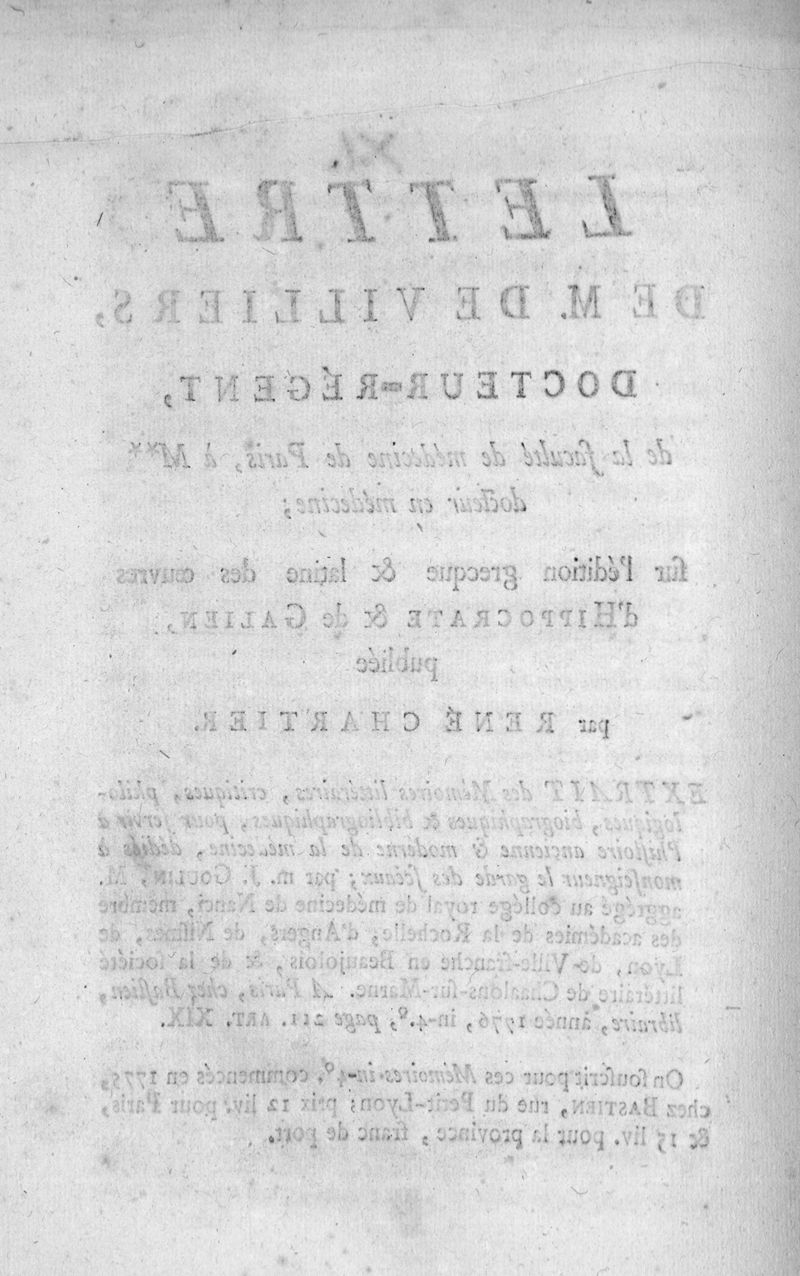 LETTRE
DE M. DE VILLIERS,
DOCTEUR-RÉGENT,
de la faculté de médecine de Paris, à M***
docteur en médecine;
sur l'édition grecque & latine des œuvres
d'HIPPOCRATE & de GALIEN,
publiée
par RENÉ CHARTIER.
EXTRAIT des Mémoires littéraires, critiques, philo-
logiques, biographiques & bibliographiques, pour servir à
l'histoire ancienne & moderne de la médecine, dédiés à
monseigneur le garde des sceaux; par m. J. GOULIN, M.
aggrégé au collége royal de médecine de Nanci, membre
des académies de la Rochelle, d'Angers, de Nismes, de
Lyon, de Ville-franche en Beaujolois, & de la société
littéraire de Chaalons-sur-Marne. A Paris, chez Bastien,
libraire, année 1776, in-4.º, page 211. ART. XIX.
On souscrit pour ces Mémoires in-4º. commencés en 1775,
chez BASTIEN, rue du Petit-Lyon; prix 12 liv. pour Paris,
& 15 liv. pour la province, franc de port.